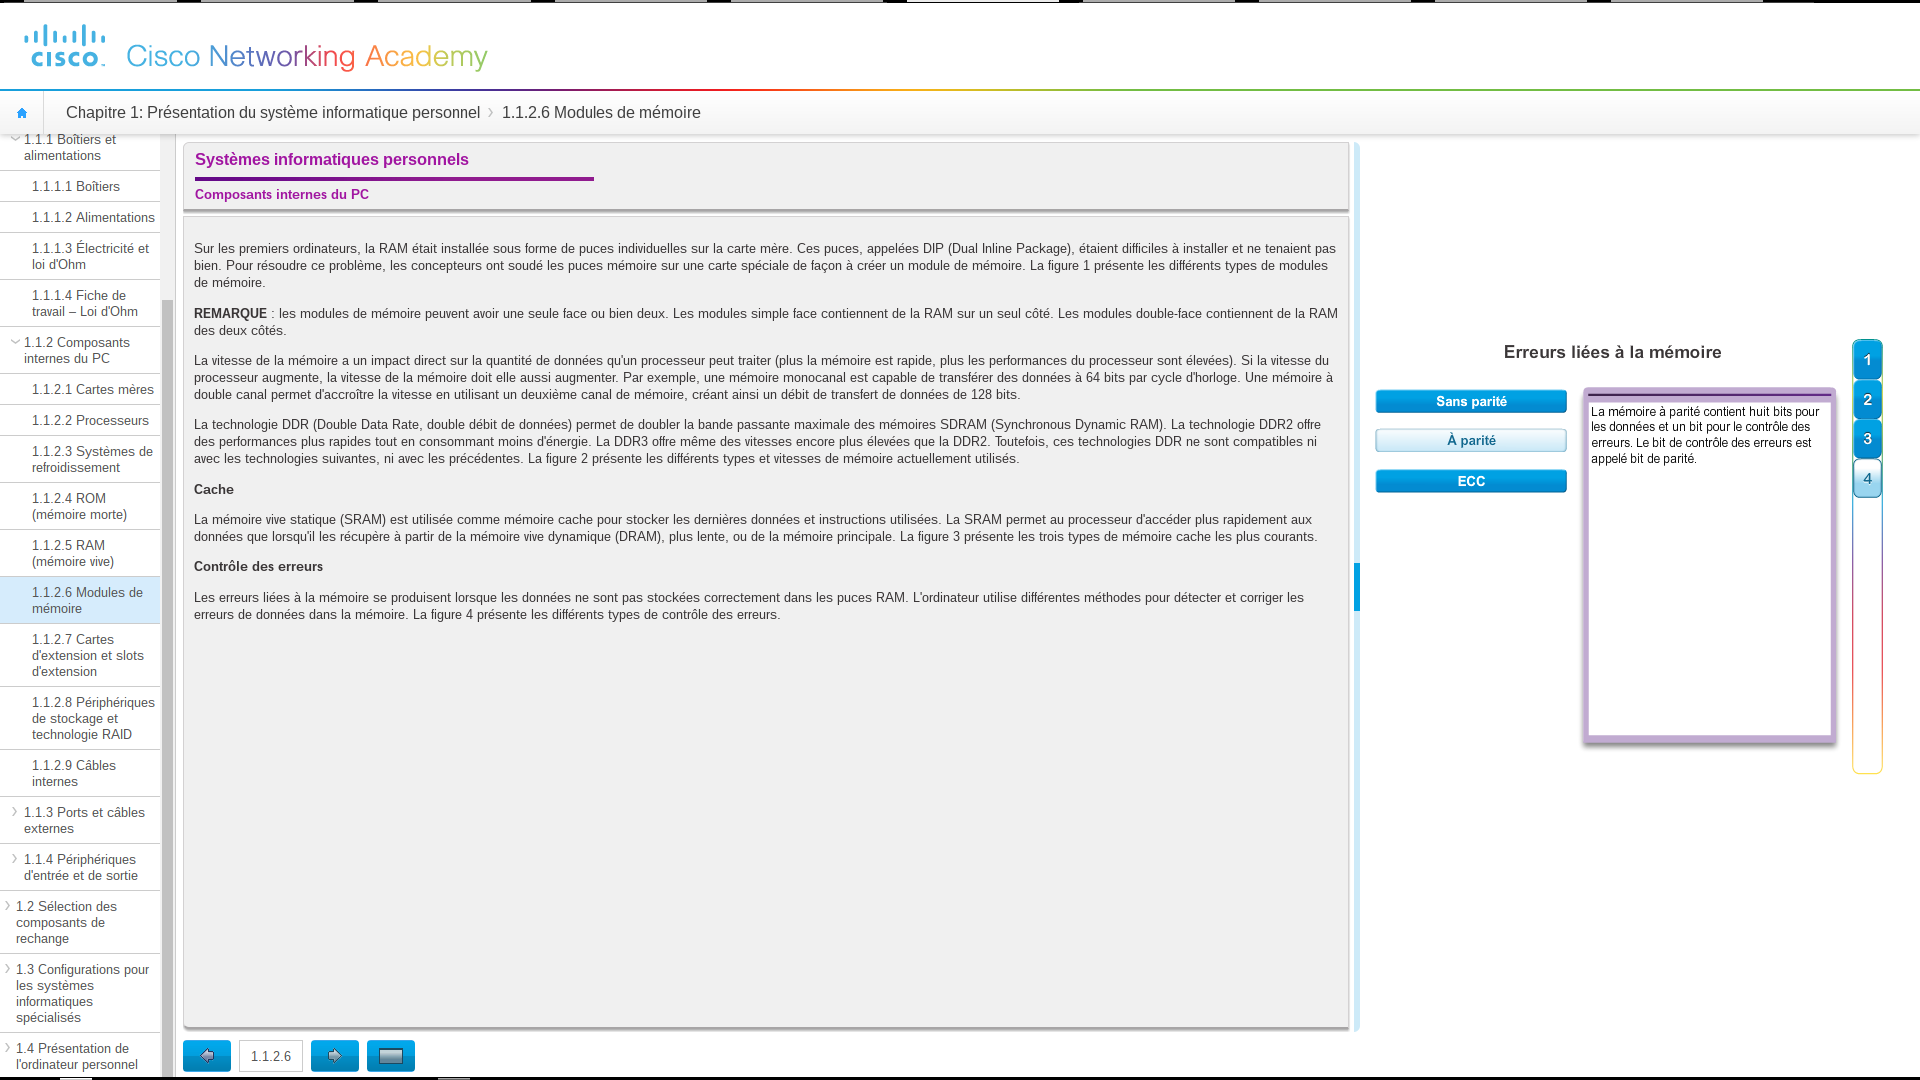 cisco
Cisco Networking Academy
Chapitre 1: Présentation du système informatique personnel
1.1.2.6 Modules de mémoire
1.1.1 Boîtiers et
alimentations
1.1.1.1 Boîtiers
1.1.1.2 Alimentations
1.1.1.3 Électricité et
loi d'Ohm
1.1.1.4 Fiche de
travail – Loi d'Ohm
1.1.2 Composants
internes du PC
1.1.2.1 Cartes mères
1.1.2.2 Processeurs
1.1.2.3 Systèmes de
refroidissement
1.1.2.4 ROM
(mémoire morte)
1.1.2.5 RAM
(mémoire vive)
1.1.2.6 Modules de
mémoire
1.1.2.7 Cartes
d'extension et slots
d'extension
1.1.2.8 Périphériques
de stockage et
technologie RAID
1.1.2.9 Câbles
internes
1.1.3 Ports et câbles
externes
1.1.4 Périphériques
d'entrée et de sortie
1.2 Sélection des
composants de
rechange
1.3 Configurations pour
les systèmes
informatiques
spécialisés
1.4 Présentation de
l'ordinateur personnel
Systèmes informatiques personnels
Composants internes du PC
Sur les premiers ordinateurs, la RAM était installée sous forme de puces individuelles sur la carte mère. Ces puces, appelées DIP (Dual Inline Package), étaient difficiles à installer et ne tenaient pas
bien. Pour résoudre ce problème, les concepteurs ont soudé les puces mémoire sur une carte spéciale de façon à créer un module de mémoire. La figure 1 présente les différents types de modules
de mémoire.
REMARQUE : les modules de mémoire peuvent avoir une seule face ou bien deux. Les modules simple face contiennent de la RAM sur un seul côté. Les modules double-face contiennent de la RAM
des deux côtés.
La vitesse de la mémoire a un impact direct sur la quantité de données qu'un processeur peut traiter (plus la mémoire est rapide, plus les performances du processeur sont élevées). Si la vitesse du
processeur augmente, la vitesse de la mémoire doit elle aussi augmenter. Par exemple, une mémoire monocanal est capable de transférer des données à 64 bits par cycle d'horloge. Une mémoire à
double canal permet d'accroître la vitesse en utilisant un deuxième canal de mémoire, créant ainsi un débit de transfert de données de 128 bits.
La technologie DDR (Double Data Rate, double débit de données) permet de doubler la bande passante maximale des mémoires SDRAM (Synchronous Dynamic RAM). La technologie DDR2 offre
des performances plus rapides tout en consommant moins d'énergie. La DDR3 offre même des vitesses encore plus élevées que la DDR2. Toutefois, ces technologies DDR ne sont compatibles ni
avec les technologies suivantes, ni avec les précédentes. La figure 2 présente les différents types et vitesses de mémoire actuellement utilisés.
Cache
La mémoire vive statique (SRAM) est utilisée comme mémoire cache pour stocker les dernières données et instructions utilisées. La SRAM permet au processeur d'accéder plus rapidement aux
données que lorsqu'il les récupère à partir de la mémoire vive dynamique (DRAM), plus lente, ou de la mémoire principale. La figure 3 présente les trois types de mémoire cache les plus courants.
Contrôle des erreurs
Les erreurs liées à la mémoire se produisent lorsque les données ne sont pas stockées correctement dans les puces RAM. L'ordinateur utilise différentes méthodes pour détecter et corriger les
erreurs de données dans la mémoire. La figure 4 présente les différents types de contrôle des erreurs.
1.1.2.6
Erreurs liées à la mémoire
Sans parité
À parité
ECC
La mémoire à parité contient huit bits pour
les données et un bit pour le contrôle des
erreurs. Le bit de contrôle des erreurs est
appelé bit de parité.
1
2
3
4